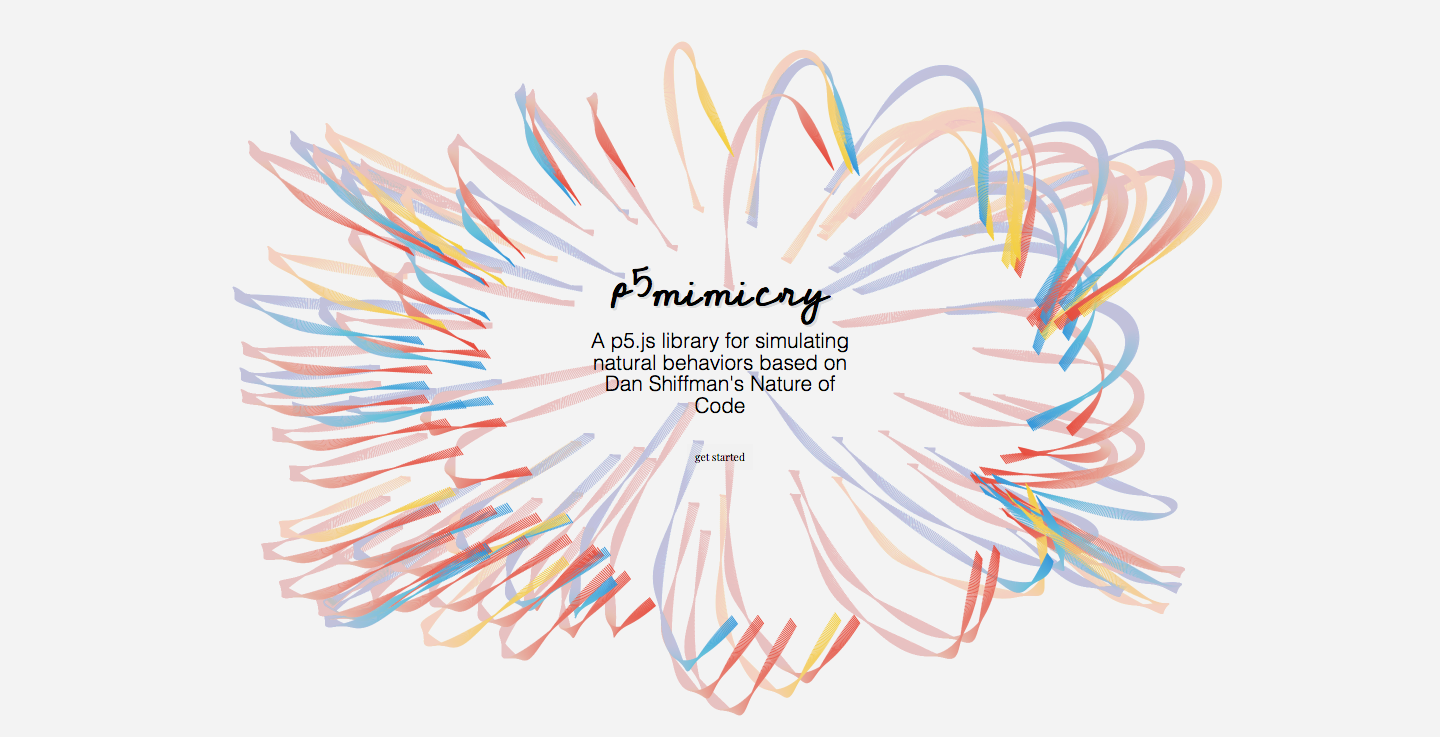 p5mimicry
A p5.js library for simulating
natural behaviors based on
Dan Shiffman's Nature of
Code
get started